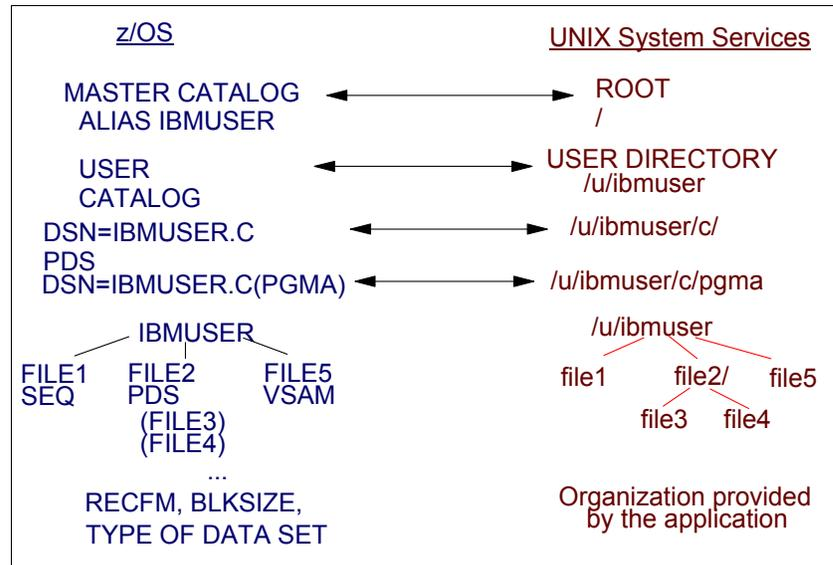 z/OS
UNIX System Services
MASTER CATALOG
ALIAS IBMUSER
ROOT
/
USER
CATALOG
USER DIRECTORY
/u/ibmuser
DSN=IBMUSER.C
PDS
/u/ibmuser/c/
DSN=IBMUSER.C(PGMA)
/u/ibmuser/c/pgma
IBMUSER
FILE1
SEQ
FILE2
PDS
(FILE3)
(FILE4)
FILE5
VSAM
...
RECFM, BLKSIZE,
TYPE OF DATA SET
/u/ibmuser
file1
file2/
file5
file3
file4
Organization provided
by the application